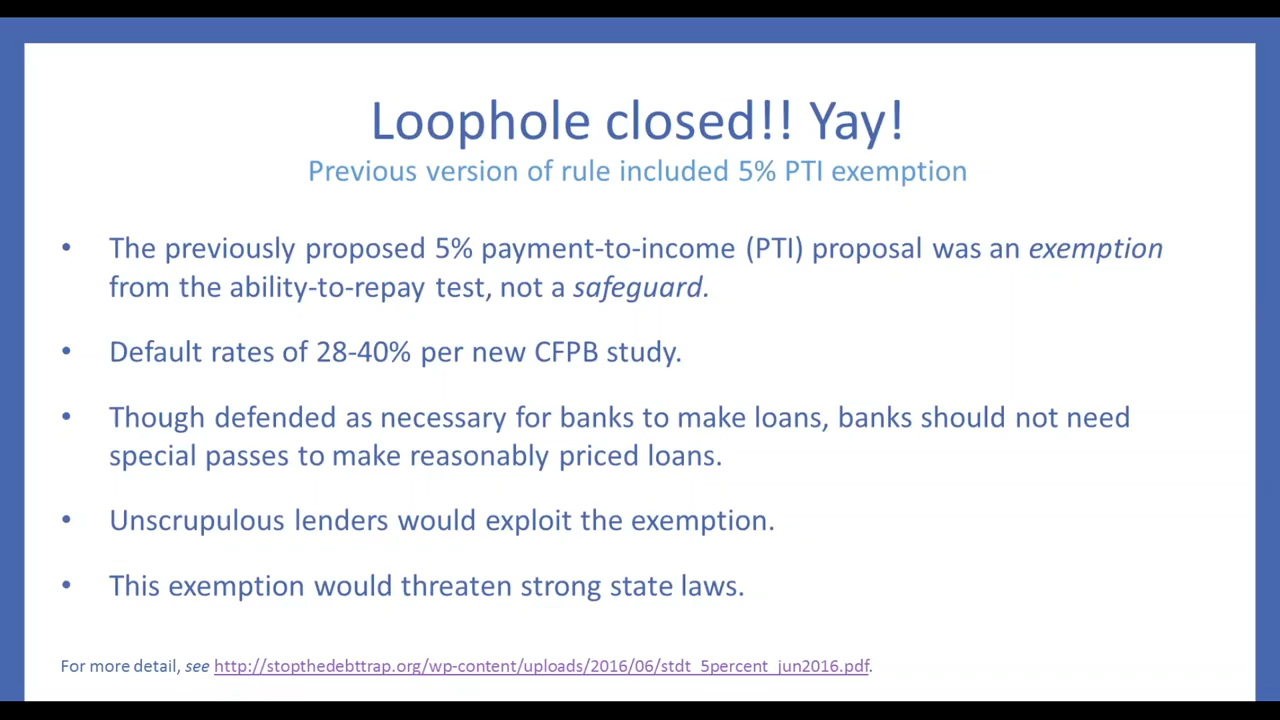 Loophole closed!! Yay!
Previous version of rule included 5% PTI exemption
• The previously proposed 5% payment-to-income (PTI) proposal was an exemption
from the ability-to-repay test, not a safeguard.
• Default rates of 28-40% per new CFPB study.
• Though defended as necessary for banks to make loans, banks should not need
special passes to make reasonably priced loans.
• Unscrupulous lenders would exploit the exemption.
• This exemption would threaten strong state laws.
For more detail, see http://stopthedebttrap.org/wp-content/uploads/2016/06/stdt_5percent_jun2016.pdf.